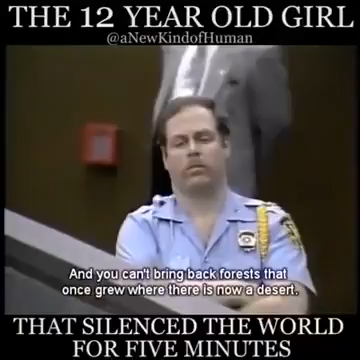 THE 12 YEAR OLD GIRL
@aNewKindofHuman
And you can't bring back forests that
once grew where there is now a desert.
THAT SILENCED THE WORLD
FOR FIVE MINUTES